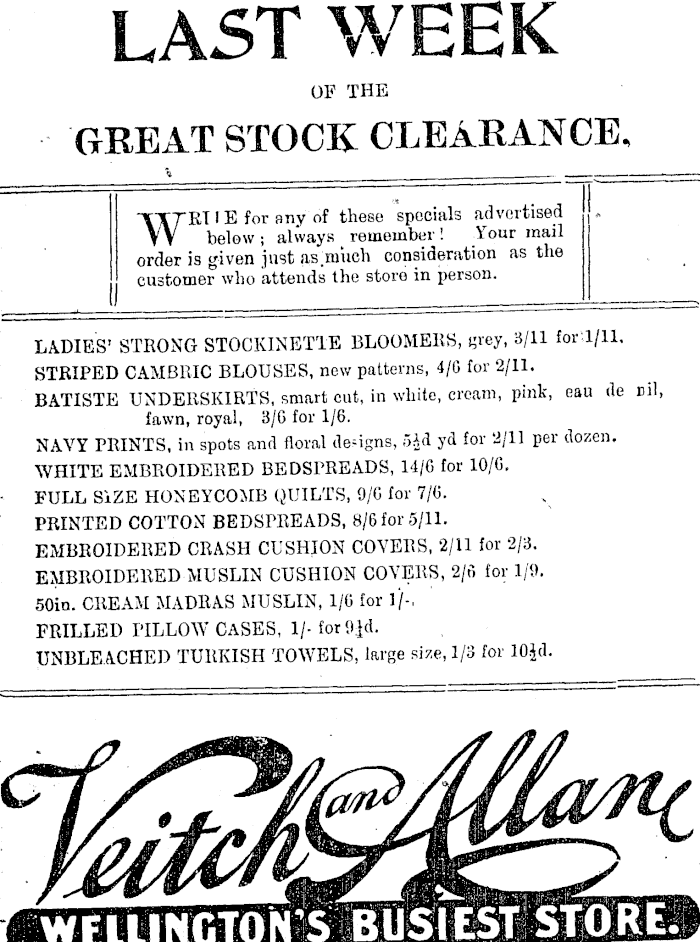 LAST WEEK
OF THE
GREAT STOCK CLEARANCE,
WRITE for any of these specials advertised
below; always remember! Your mail
order is given just as much consideration as the
customer who attends the store in person.
LADIES' STRONG STOCKINETTE BLOOMERS, grey, 3/11 for 1/11.
STRIPED CAMBRIC BLOUSES, new patterns, 4/6 for 2/11.
BATISTE UNDERSKIRTS, smart cut, in white, cream, pink, eau de nil,
fawn, royal, 3/6 for 1/6.
NAVY PRINTS, in spots and floral designs, 5½d yd for 2/11 per dozen.
WHITE EMBROIDERED BEDSPREADS, 14/6 for 10/6.
FULL SIZE HONEYCOMB QUILTS, 9/6 for 7/6.
PRINTED COTTON BEDSPREADS, 8/6 for 5/11.
EMBROIDERED CRASH CUSHION COVERS, 2/11 for 2/3.
EMBROIDERED MUSLIN CUSHION COVERS, 2/6 for 1/9.
50in. CREAM MADRAS MUSLIN, 1/6 for 1/-.
FRILLED PILLOW CASES, 1/- for 9½d.
UNBLEACHED TURKISH TOWELS, large size, 1/3 for 10½d.
Veitch and Allan
WELLINGTON'S BUSIEST STORE.